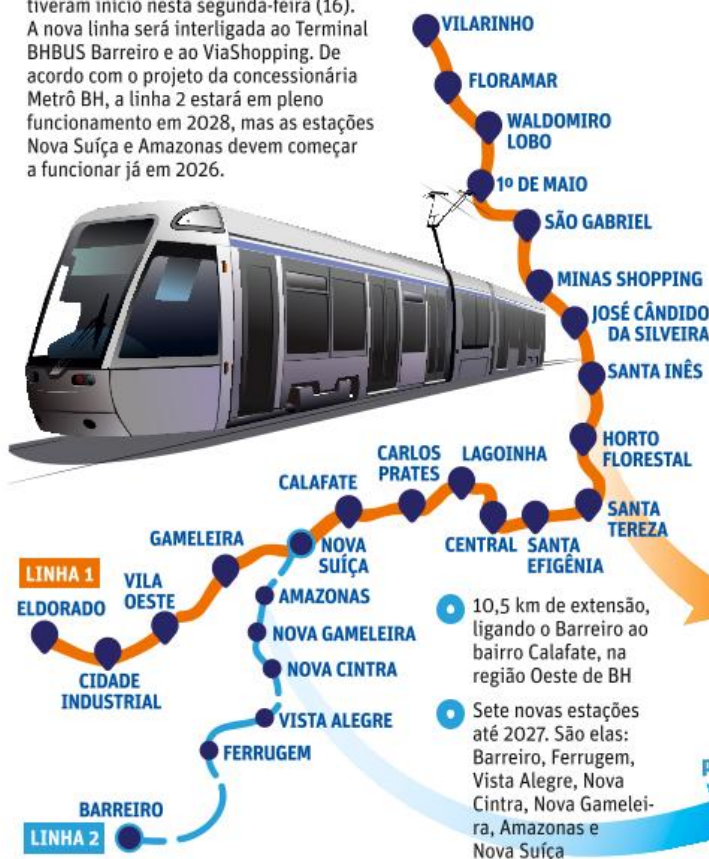 tiveram início nesta segunda-feira (16).
A nova linha será interligada ao Terminal
BHBUS Barreiro e ao ViaShopping. De
acordo com o projeto da concessionária
Metrô BH, a linha 2 estará em pleno
funcionamento em 2028, mas as estações
Nova Suíça e Amazonas devem começar
a funcionar já em 2026.
VILARINHO
FLORAMAR
WALDOMIRO
LOBO
1º DE MAIO
SÃO GABRIEL
MINAS SHOPPING
JOSÉ CÂNDIDO
DA SILVEIRA
SANTA INÊS
HORTO
FLORESTAL
SANTA
TEREZA
SANTA
EFIGÊNIA
CENTRAL
LAGOINHA
CARLOS
PRATES
CALAFATE
NOVA
SUÍÇA
GAMELEIRA
VILA
OESTE
CIDADE
INDUSTRIAL
ELDORADO
LINHA 1
AMAZONAS
NOVA GAMELEIRA
NOVA CINTRA
VISTA ALEGRE
FERRUGEM
BARREIRO
LINHA 2
10,5 km de extensão,
ligando o Barreiro ao
bairro Calafate, na
região Oeste de BH
Sete novas estações
até 2027. São elas:
Barreiro, Ferrugem,
Vista Alegre, Nova
Cintra, Nova Gamelei-
ra, Amazonas e
Nova Suíça